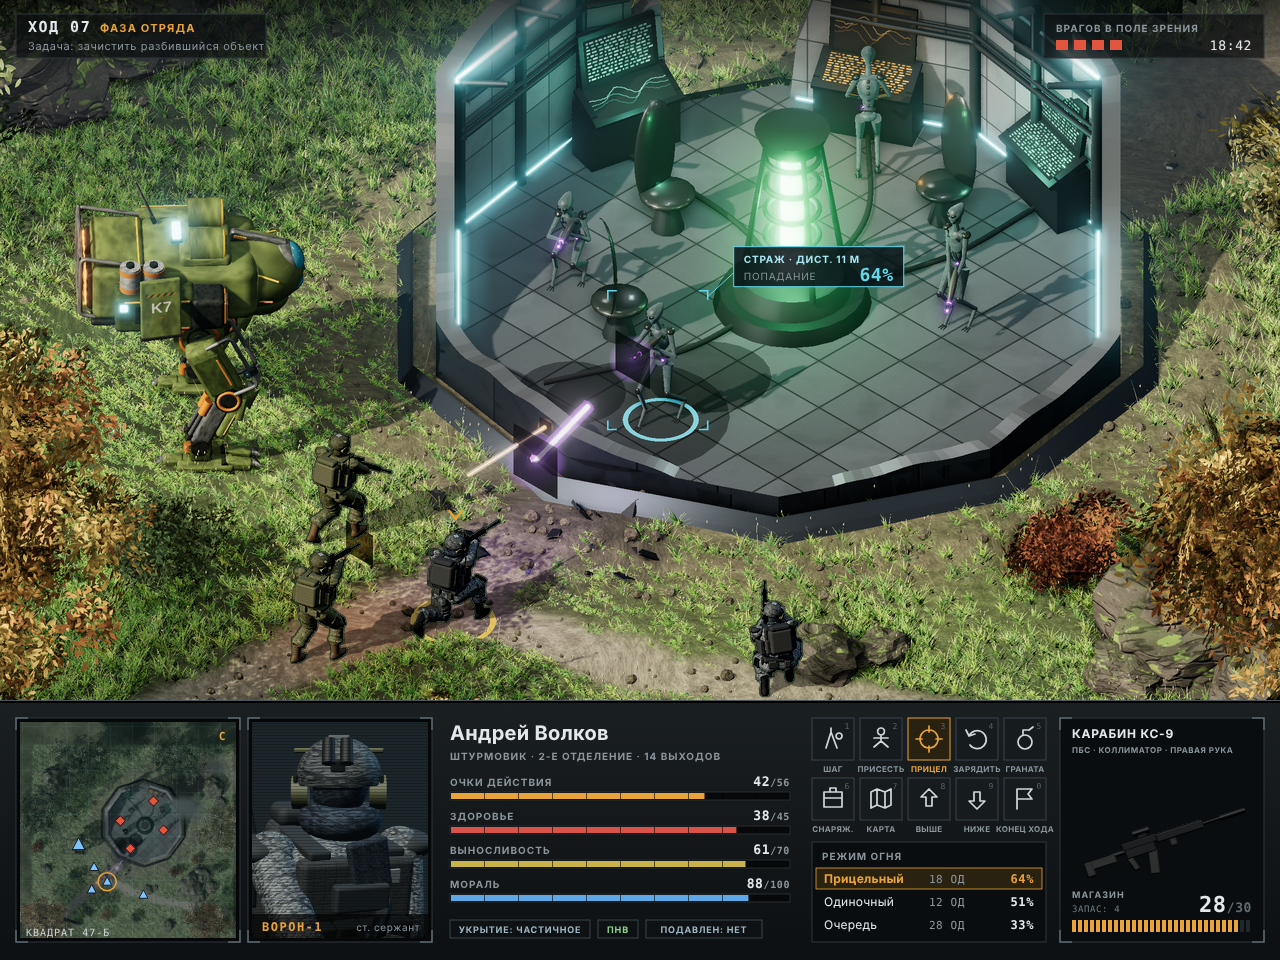 ХОД 07 ФАЗА ОТРЯДА
Задача: зачистить разбившийся объект
ВРАГОВ В ПОЛЕ ЗРЕНИЯ
18:42
K7
СТРАЖ · ДИСТ. 11 М
ПОПАДАНИЕ 64%
С
КВАДРАТ 47-Б
ВОРОН-1 ст. сержант
Андрей Волков
ШТУРМОВИК · 2-Е ОТДЕЛЕНИЕ · 14 ВЫХОДОВ
ОЧКИ ДЕЙСТВИЯ 42/56
ЗДОРОВЬЕ 38/45
ВЫНОСЛИВОСТЬ 61/70
МОРАЛЬ 88/100
УКРЫТИЕ: ЧАСТИЧНОЕ ПНВ ПОДАВЛЕН: НЕТ
1 2 3 4 5
ШАГ ПРИСЕСТЬ ПРИЦЕЛ ЗАРЯДИТЬ ГРАНАТА
6 7 8 9 0
СНАРЯЖ. КАРТА ВЫШЕ НИЖЕ КОНЕЦ ХОДА
РЕЖИМ ОГНЯ
Прицельный 18 ОД 64%
Одиночный 12 ОД 51%
Очередь 28 ОД 33%
КАРАБИН КС-9
ПБС · КОЛЛИМАТОР · ПРАВАЯ РУКА
МАГАЗИН
ЗАПАС: 4 28/30